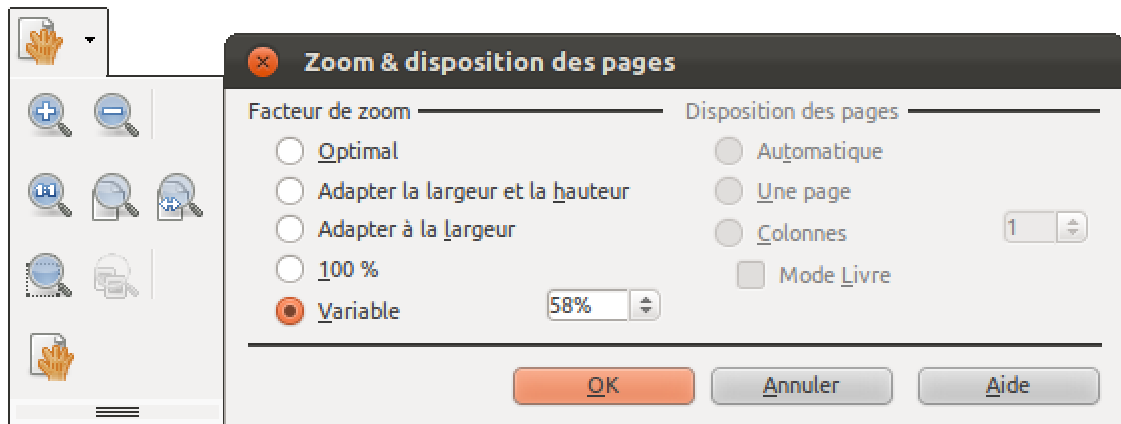 Zoom & disposition des pages
Facteur de zoom
Optimal
Adapter la largeur et la hauteur
Adapter à la largeur
100 %
Variable
58%
Disposition des pages
Automatique
Une page
Colonnes
1
Mode Livre
OK
Annuler
Aide